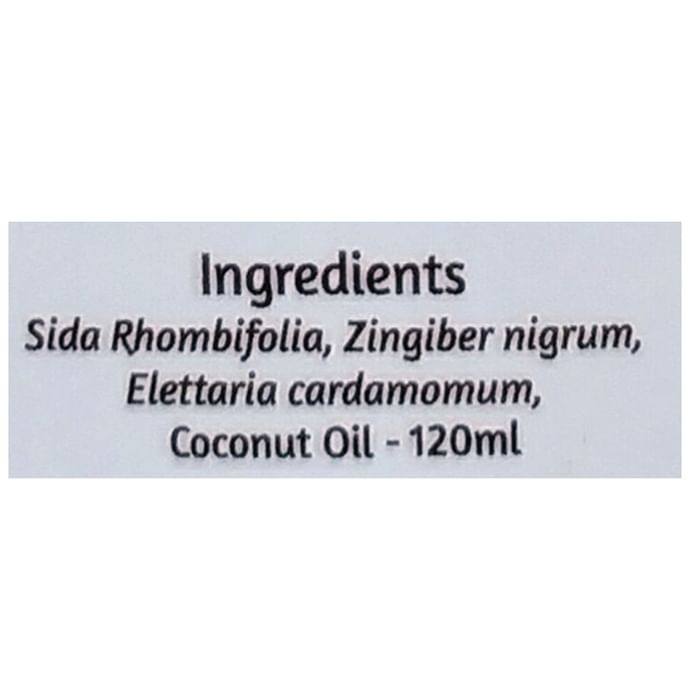 Ingredients
Sida Rhombifolia, Zingiber nigrum,
Elettaria cardamomum,
Coconut Oil - 120ml